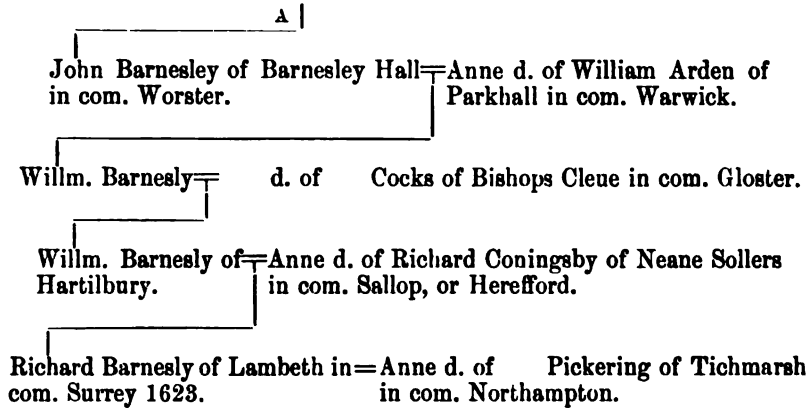 A
John Barnesley of Barnesley Hall=Anne d. of William Arden of
in com. Worster. Parkhall in com. Warwick.
Willm. Barnesly= d. of Cocks of Bishops Cleue in com. Gloster.
Willm. Barnesly of=Anne d. of Richard Coningsby of Neane Sollers
Hartilbury. in com. Sallop, or Herefford.
Richard Barnesly of Lambeth in=Anne d. of Pickering of Tichmarsh
com. Surrey 1623. in com. Northampton.